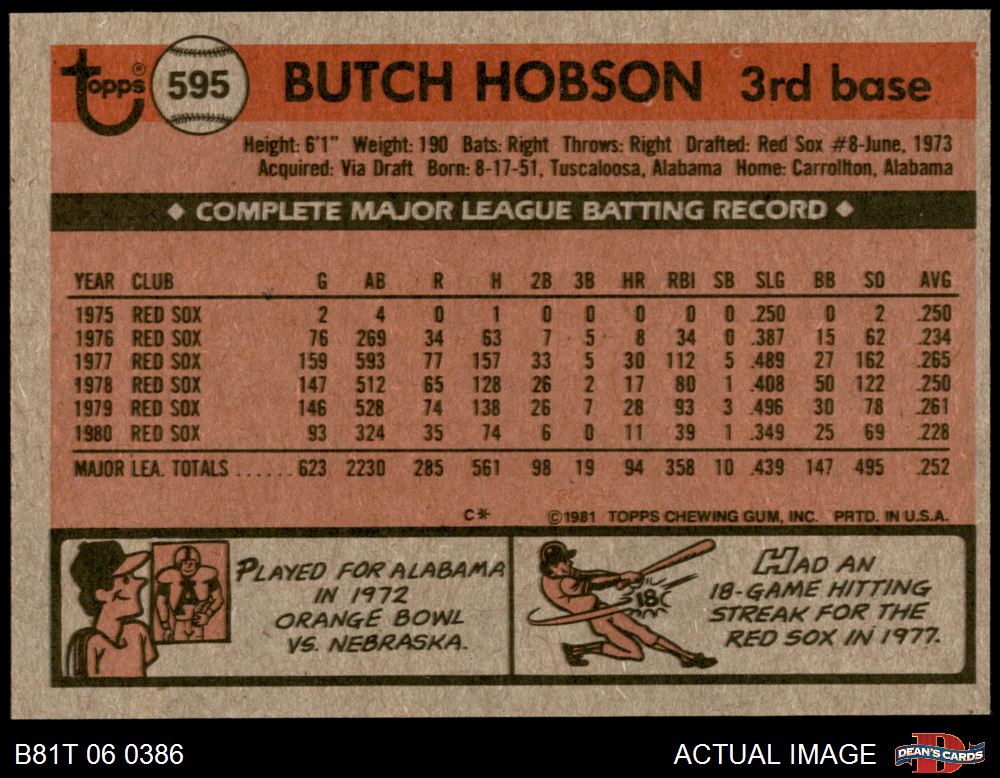 topps® 595 BUTCH HOBSON 3rd base
Height: 6'1" Weight: 190 Bats: Right Throws: Right Drafted: Red Sox #8-June, 1973
Acquired: Via Draft Born: 8-17-51, Tuscaloosa, Alabama Home: Carrollton, Alabama
◆ COMPLETE MAJOR LEAGUE BATTING RECORD ◆
YEAR CLUB G AB R H 2B 3B HR RBI SB SLG BB SO AVG
1975 RED SOX 2 4 0 1 0 0 0 0 0 .250 0 2 .250
1976 RED SOX 76 269 34 63 7 5 8 34 0 .387 15 62 .234
1977 RED SOX 159 593 77 157 33 5 30 112 5 .489 27 162 .265
1978 RED SOX 147 512 65 128 26 2 17 80 1 .408 50 122 .250
1979 RED SOX 146 528 74 138 26 7 28 93 3 .496 30 78 .261
1980 RED SOX 93 324 35 74 6 0 11 39 1 .349 25 69 .228
MAJOR LEA. TOTALS ...... 623 2230 285 561 98 19 94 358 10 .439 147 495 .252
C* ©1981 TOPPS CHEWING GUM, INC. PRTD. IN U.S.A.
PLAYED FOR ALABAMA
IN 1972
ORANGE BOWL
VS. NEBRASKA.
18
HAD AN
18-GAME HITTING
STREAK FOR THE
RED SOX IN 1977.
B81T 06 0386 ACTUAL IMAGE DEAN'S CARDS